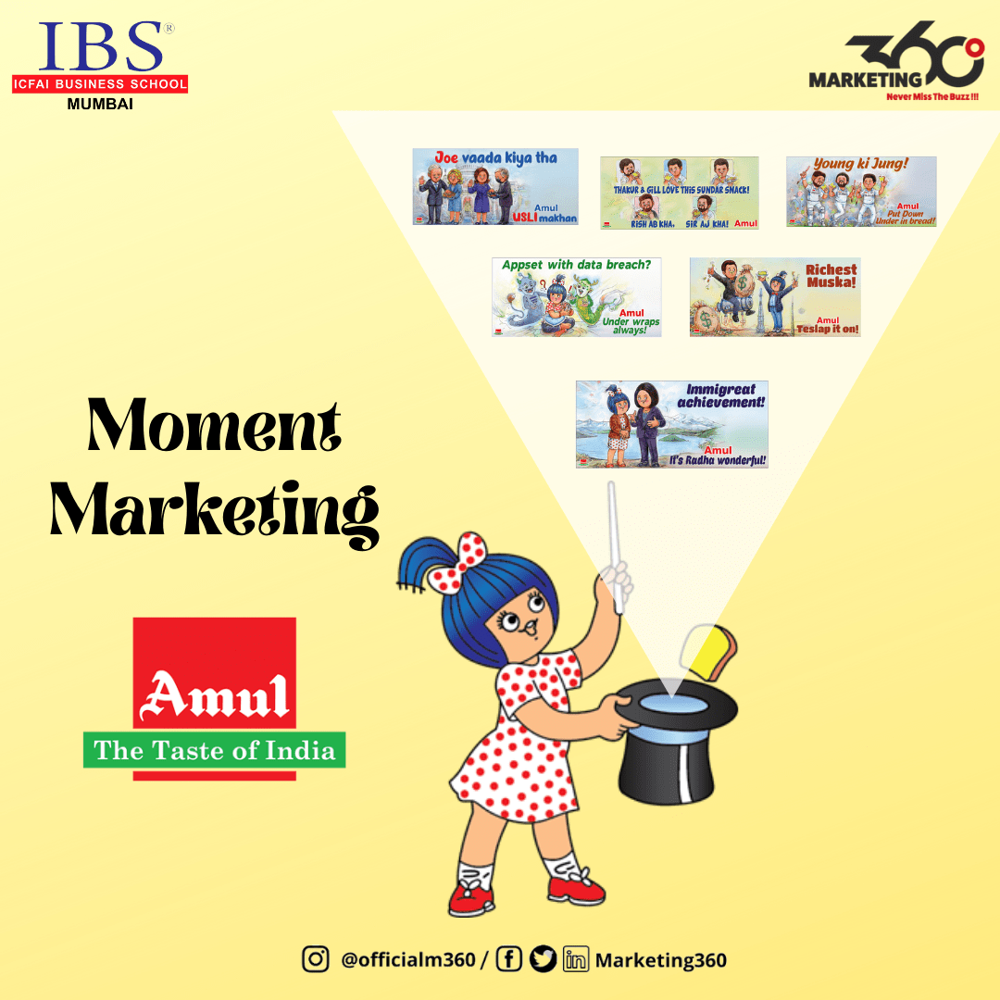 IBS®
ICFAI BUSINESS SCHOOL
MUMBAI
360°
MARKETING
Never Miss The Buzz !!!
Joe vaada kiya tha
Amul
USLI makhan
THAKUR & GILL LOVE THIS SUNDAR SNACK!
RISH AB KHA, SIR AJ KHA! Amul
Young ki Jung!
Amul
Put Down
Under in bread!
Appset with data breach?
Amul
Under wraps
always!
Richest
Muska!
Amul
Teslap it on!
Immigreat
achievement!
Amul
It's Radha wonderful!
Moment
Marketing
Amul
The Taste of India
@officialm360 / f in Marketing360